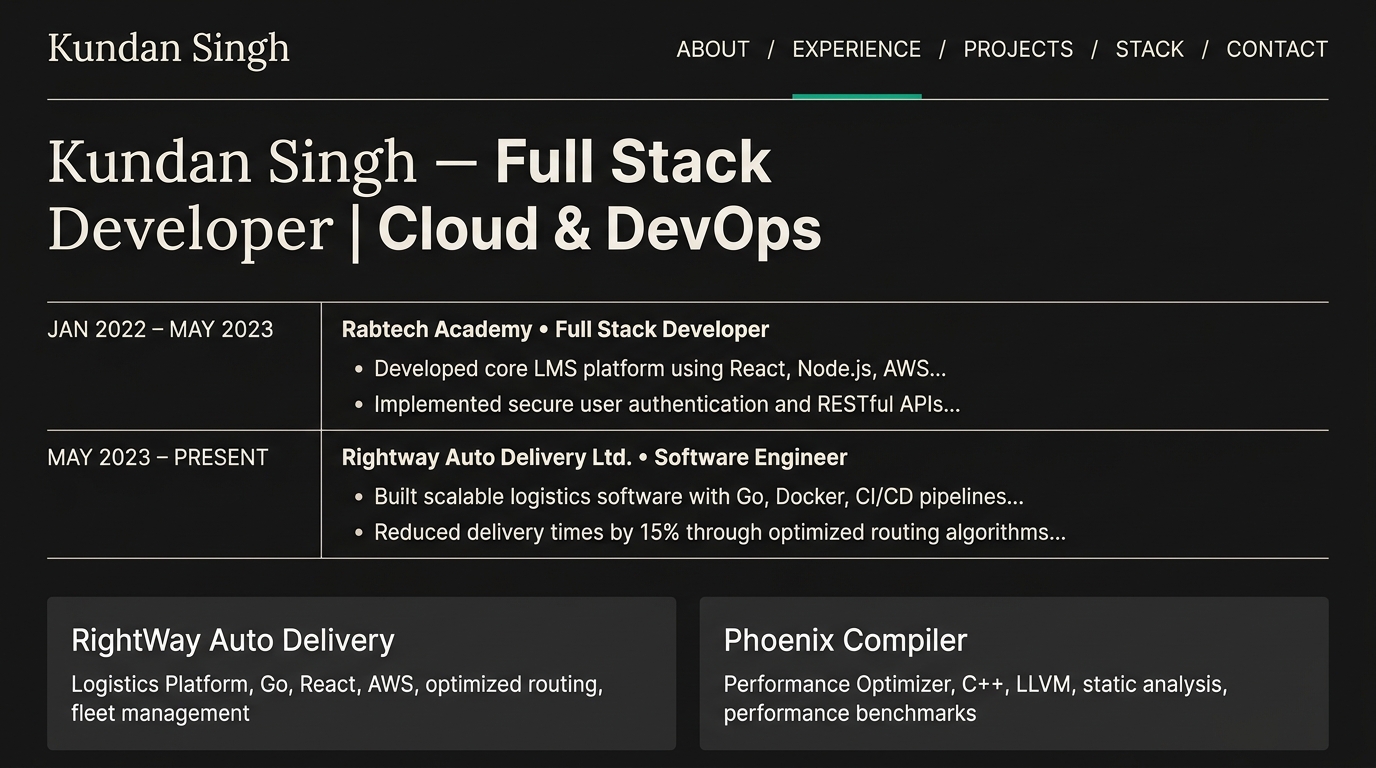 Kundan Singh
ABOUT / EXPERIENCE / PROJECTS / STACK / CONTACT
Kundan Singh — Full Stack
Developer | Cloud & DevOps
JAN 2022 – MAY 2023
Rabtech Academy • Full Stack Developer
• Developed core LMS platform using React, Node.js, AWS...
• Implemented secure user authentication and RESTful APIs...
MAY 2023 – PRESENT
Rightway Auto Delivery Ltd. • Software Engineer
• Built scalable logistics software with Go, Docker, CI/CD pipelines...
• Reduced delivery times by 15% through optimized routing algorithms...
RightWay Auto Delivery
Logistics Platform, Go, React, AWS, optimized routing,
fleet management
Phoenix Compiler
Performance Optimizer, C++, LLVM, static analysis,
performance benchmarks